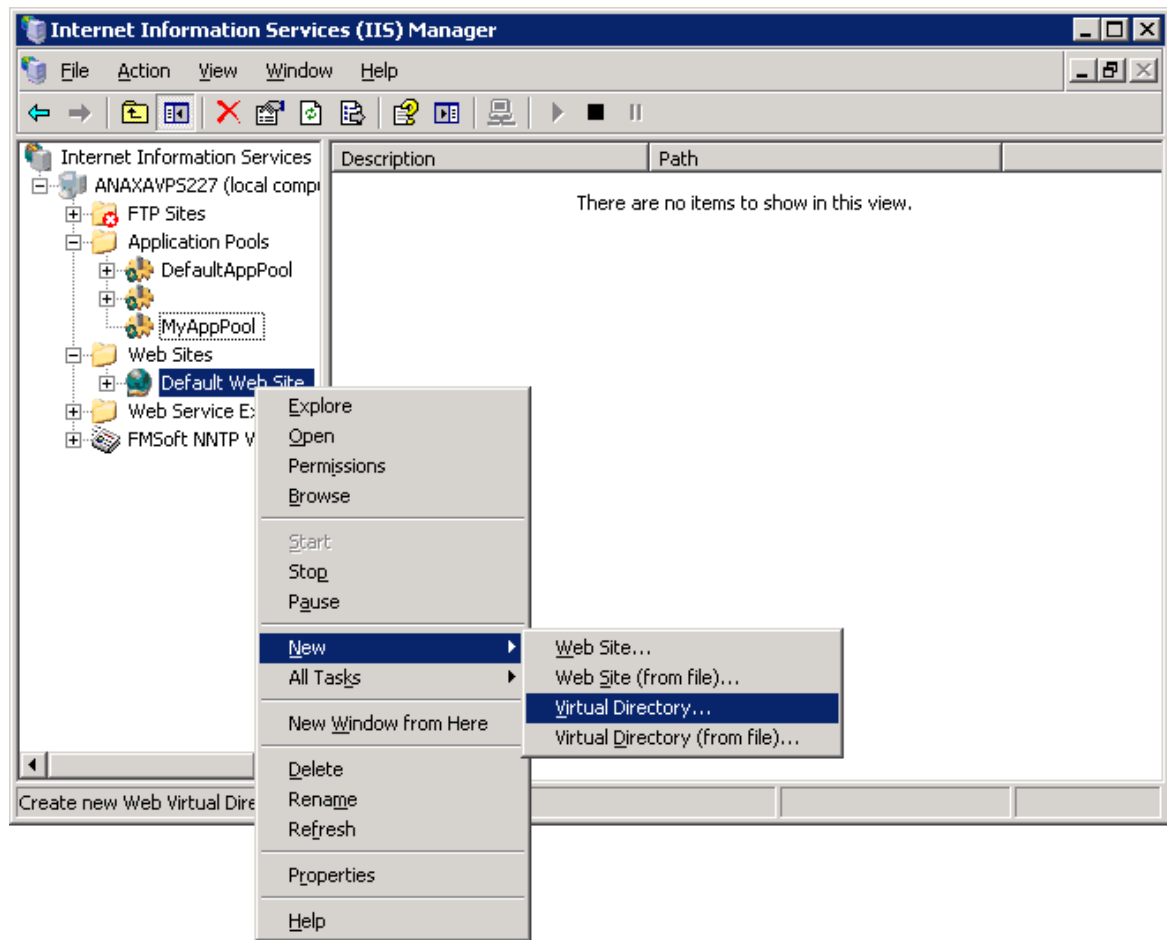 Internet Information Services (IIS) Manager
File Action View Window Help
Internet Information Services
Description Path
ANAXAVPS227 (local comp
There are no items to show in this view.
FTP Sites
Application Pools
DefaultAppPool
MyAppPool
Web Sites
Default Web Site
Web Service E
FMSoft NNTP V
Explore
Open
Permissions
Browse
Start
Stop
Pause
New
All Tasks
New Window from Here
Delete
Rename
Refresh
Properties
Help
Web Site...
Web Site (from file)...
Virtual Directory...
Virtual Directory (from file)...
Create new Web Virtual Dire